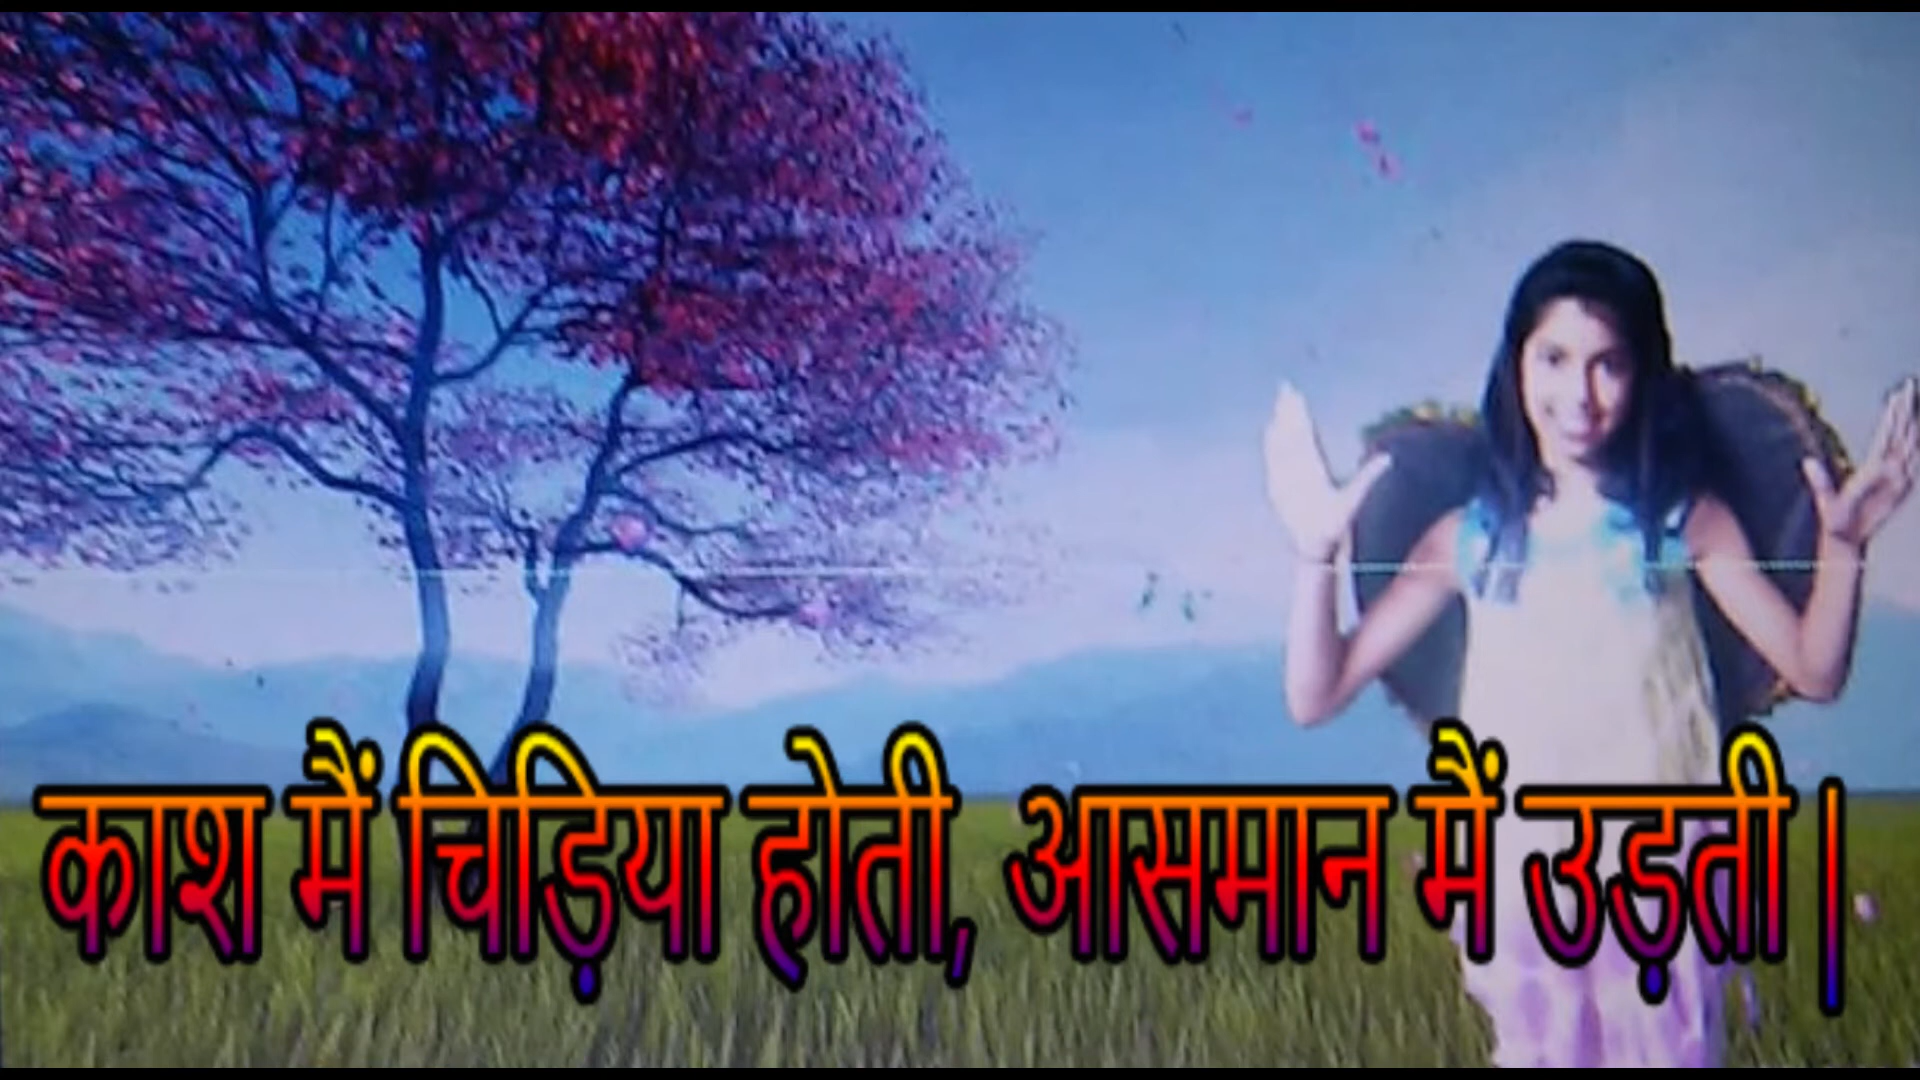 काश मैं चिड़िया होती, आसमान मैं उड़ती |